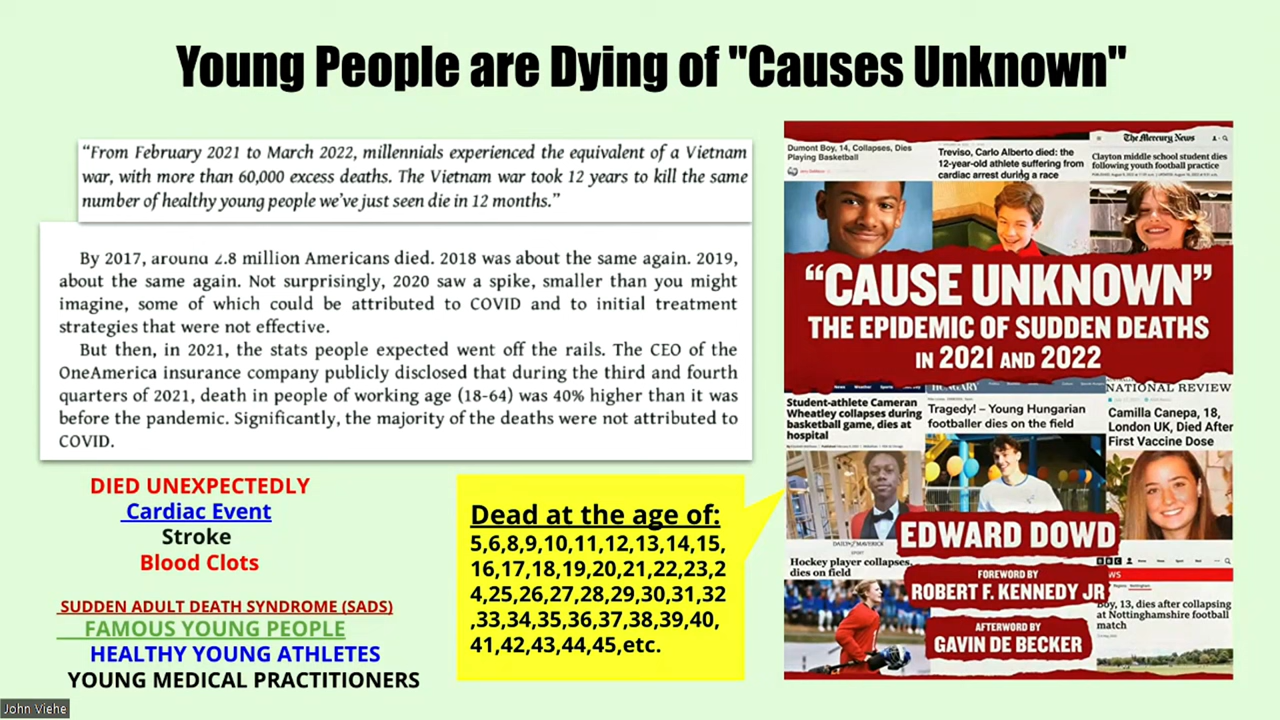 Young People are Dying of "Causes Unknown"
“From February 2021 to March 2022, millennials experienced the equivalent of a Vietnam
war, with more than 60,000 excess deaths. The Vietnam war took 12 years to kill the same
number of healthy young people we’ve just seen die in 12 months.”
By 2017, around 2.8 million Americans died. 2018 was about the same again. 2019,
about the same again. Not surprisingly, 2020 saw a spike, smaller than you might
imagine, some of which could be attributed to COVID and to initial treatment
strategies that were not effective.
But then, in 2021, the stats people expected went off the rails. The CEO of the
OneAmerica insurance company publicly disclosed that during the third and fourth
quarters of 2021, death in people of working age (18-64) was 40% higher than it was
before the pandemic. Significantly, the majority of the deaths were not attributed to
COVID.
DIED UNEXPECTEDLY
Cardiac Event
Stroke
Blood Clots
SUDDEN ADULT DEATH SYNDROME (SADS)
FAMOUS YOUNG PEOPLE
HEALTHY YOUNG ATHLETES
YOUNG MEDICAL PRACTITIONERS
Dead at the age of:
5,6,8,9,10,11,12,13,14,15,
16,17,18,19,20,21,22,23,2
4,25,26,27,28,29,30,31,32
,33,34,35,36,37,38,39,40,
41,42,43,44,45,etc.
Dumont Boy, 14, Collapses, Dies
Playing Basketball
Treviso, Carlo Alberto died: the
12-year-old athlete suffering from
cardiac arrest during a race
The Mercury News
Clayton middle school student dies
following youth football practice
“CAUSE UNKNOWN”
THE EPIDEMIC OF SUDDEN DEATHS
IN 2021 AND 2022
News Weather Sports
Student-athlete Cameran
Wheatley collapses during
basketball game, dies at
hospital
HUNGARY
Tragedy! – Young Hungarian
footballer dies on the field
NATIONAL REVIEW
Camilla Canepa, 18,
London UK, Died After
First Vaccine Dose
EDWARD DOWD
DAILY MAVERICK
SPORT
Hockey player collapses,
dies on field
FOREWORD BY
ROBERT F. KENNEDY JR
AFTERWORD BY
GAVIN DE BECKER
BBC
WS
Boy, 13, dies after collapsing
at Nottinghamshire football
match
John Viehe